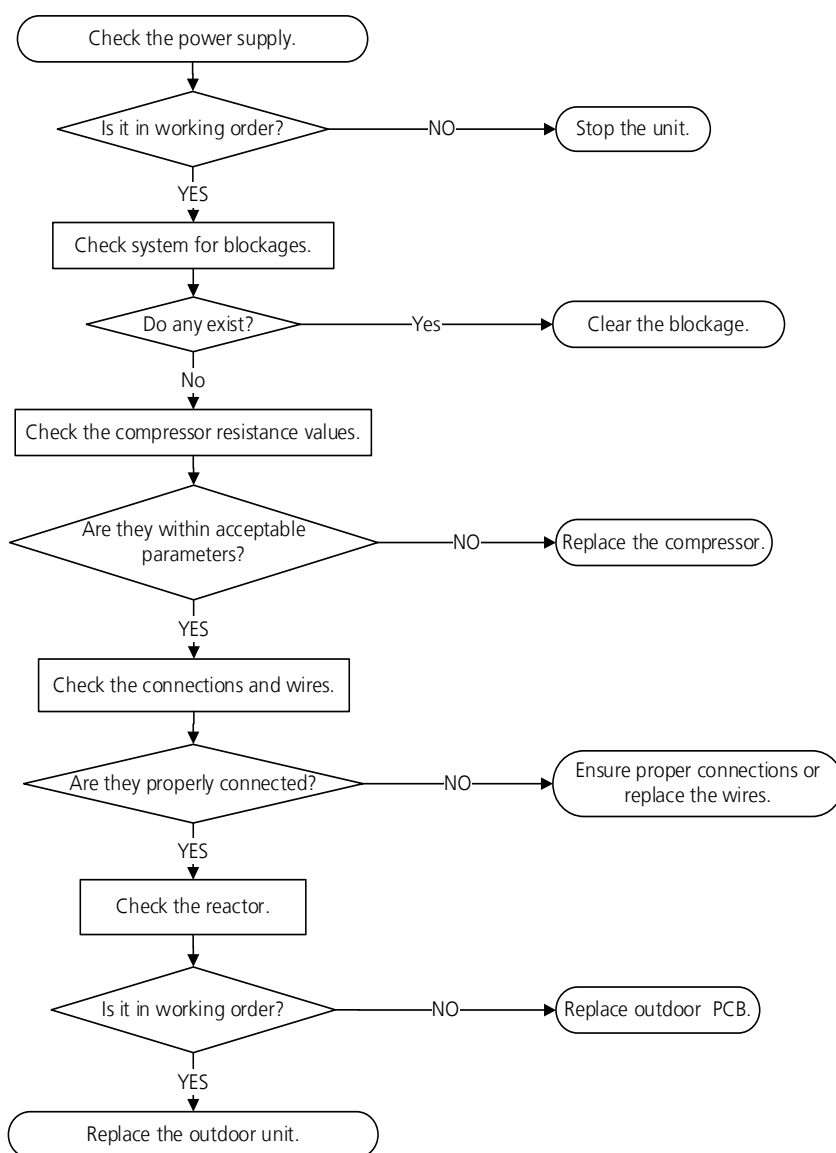 Check the power supply.
Is it in working order?
NO
Stop the unit.
YES
Check system for blockages.
Do any exist?
Yes
Clear the blockage.
No
Check the compressor resistance values.
Are they within acceptable
parameters?
NO
Replace the compressor.
YES
Check the connections and wires.
Are they properly connected?
NO
Ensure proper connections or
replace the wires.
YES
Check the reactor.
Is it in working order?
NO
Replace outdoor PCB.
YES
Replace the outdoor unit.